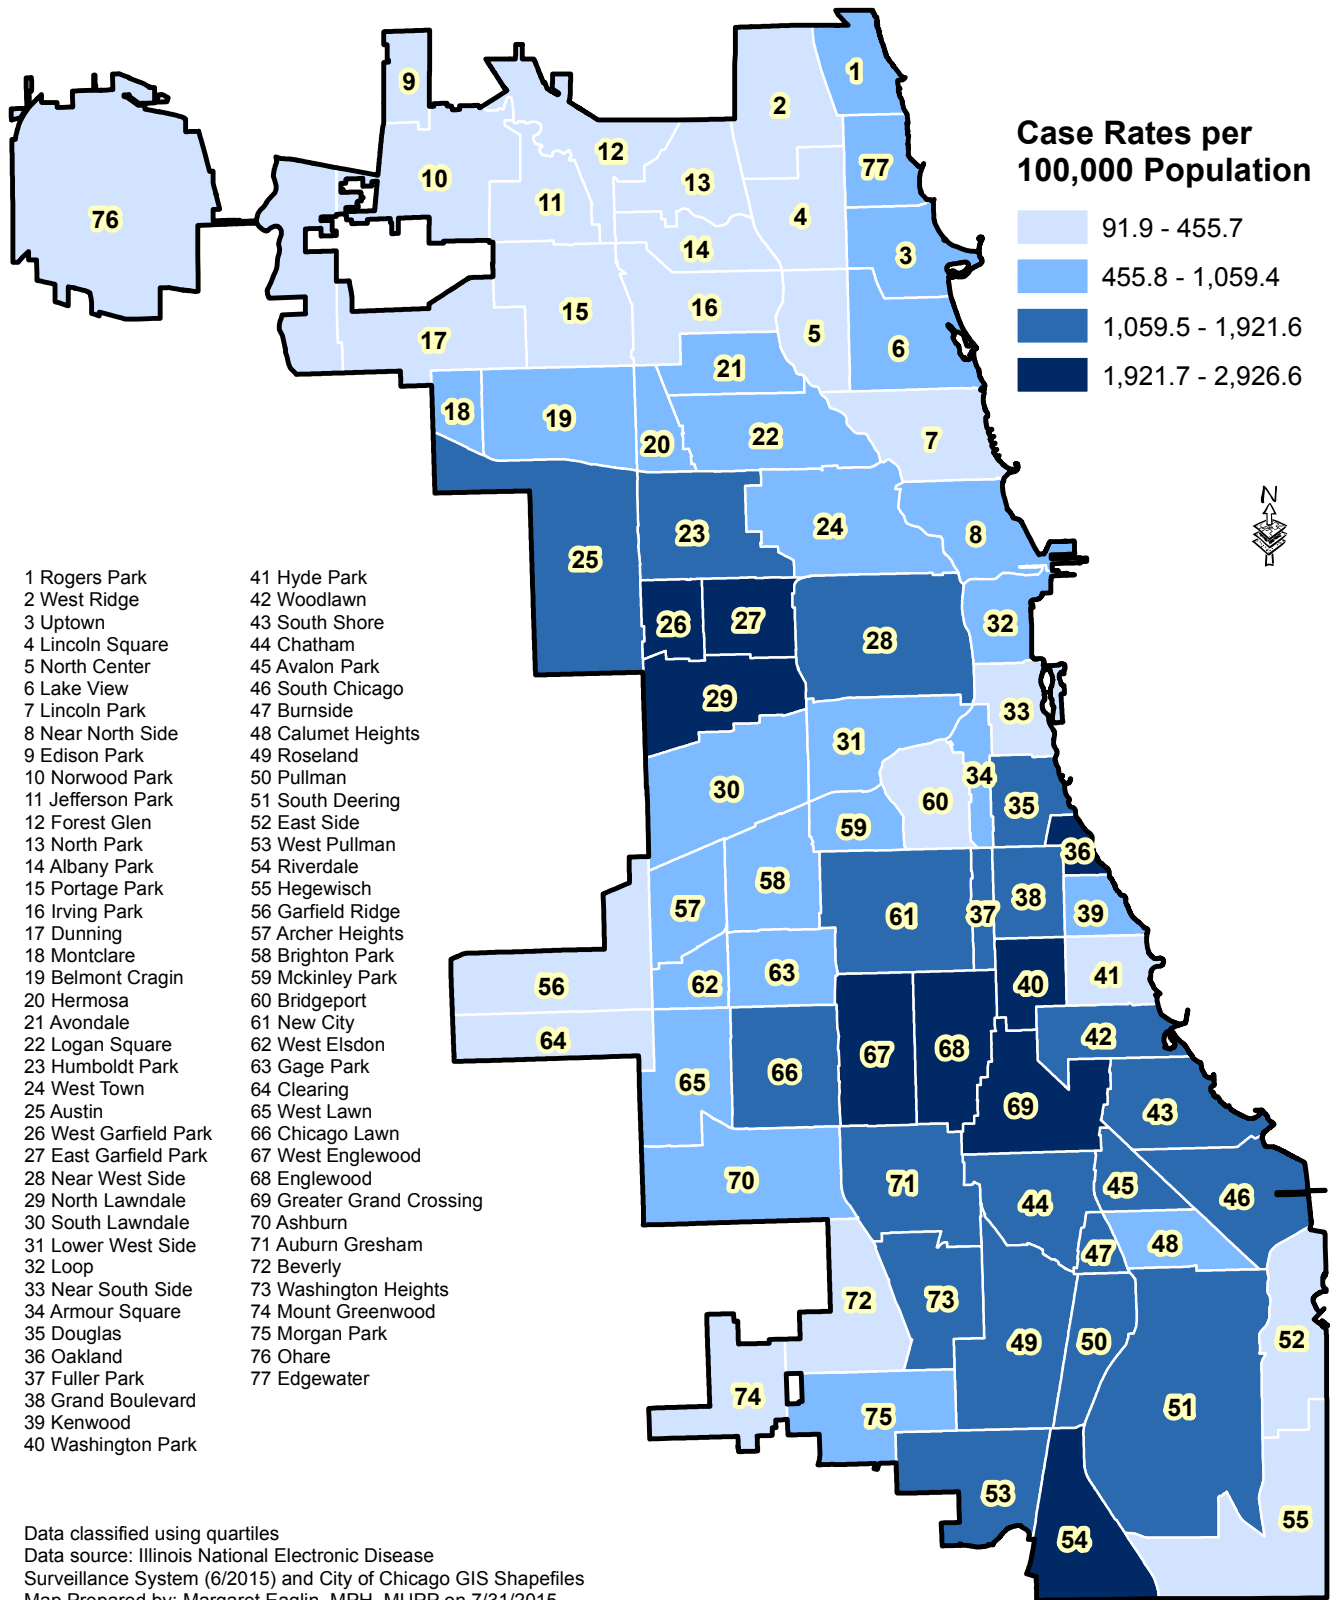 Case Rates per
100,000 Population
91.9 - 455.7
455.8 - 1,059.4
1,059.5 - 1,921.6
1,921.7 - 2,926.6
N
1
2
9
12
77
13
10
11
4
76
14
3
16
15
5
17
6
21
18
19
22
7
20
24
23
8
25
26
27
32
28
29
33
31
34
30
60
35
59
36
58
38
57
39
61
37
63
41
62
40
56
42
64
68
67
66
65
69
43
70
71
45
46
44
48
47
73
72
52
49
50
74
51
75
53
55
54
1 Rogers Park
2 West Ridge
3 Uptown
4 Lincoln Square
5 North Center
6 Lake View
7 Lincoln Park
8 Near North Side
9 Edison Park
10 Norwood Park
11 Jefferson Park
12 Forest Glen
13 North Park
14 Albany Park
15 Portage Park
16 Irving Park
17 Dunning
18 Montclare
19 Belmont Cragin
20 Hermosa
21 Avondale
22 Logan Square
23 Humboldt Park
24 West Town
25 Austin
26 West Garfield Park
27 East Garfield Park
28 Near West Side
29 North Lawndale
30 South Lawndale
31 Lower West Side
32 Loop
33 Near South Side
34 Armour Square
35 Douglas
36 Oakland
37 Fuller Park
38 Grand Boulevard
39 Kenwood
40 Washington Park
41 Hyde Park
42 Woodlawn
43 South Shore
44 Chatham
45 Avalon Park
46 South Chicago
47 Burnside
48 Calumet Heights
49 Roseland
50 Pullman
51 South Deering
52 East Side
53 West Pullman
54 Riverdale
55 Hegewisch
56 Garfield Ridge
57 Archer Heights
58 Brighton Park
59 Mckinley Park
60 Bridgeport
61 New City
62 West Elsdon
63 Gage Park
64 Clearing
65 West Lawn
66 Chicago Lawn
67 West Englewood
68 Englewood
69 Greater Grand Crossing
70 Ashburn
71 Auburn Gresham
72 Beverly
73 Washington Heights
74 Mount Greenwood
75 Morgan Park
76 Ohare
77 Edgewater
Data classified using quartiles
Data source: Illinois National Electronic Disease
Surveillance System (6/2015) and City of Chicago GIS Shapefiles
Map Prepared by: Margaret Eaglin, MPH, MUPP on 7/31/2015